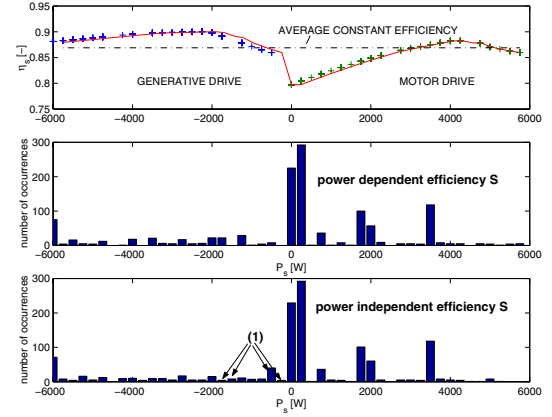 0.95
AVERAGE CONSTANT EFFICIENCY
0.9
0.85
0.8
0.75
ηs [−]
GENERATIVE DRIVE
MOTOR DRIVE
−6000 −4000 −2000 0 2000 4000 6000
300
200
100
0
number of occurrences
power dependent efficiency S
−6000 −4000 −2000 0 2000 4000 6000
Ps [W]
300
200
100
0
number of occurrences
power independent efficiency S
(1)
−6000 −4000 −2000 0 2000 4000 6000
Ps [W]